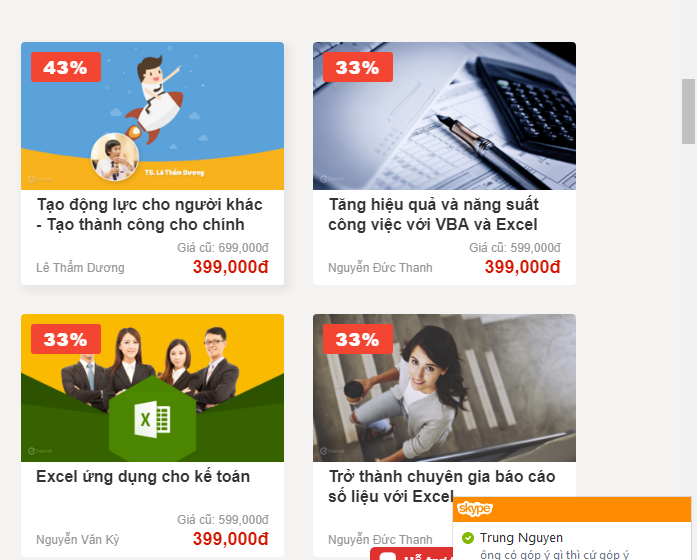 43%
TS. Lê Thẩm Dương
Tạo động lực cho người khác
- Tạo thành công cho chính
Giá cũ: 699,000đ
Lê Thẩm Dương
399,000đ
33%
Tăng hiệu quả và năng suất
công việc với VBA và Excel
Giá cũ: 599,000đ
Nguyễn Đức Thanh
399,000đ
33%
X
Excel ứng dụng cho kế toán
Giá cũ: 599,000đ
Nguyễn Văn Kỳ
399,000đ
33%
Trở thành chuyên gia báo cáo
số liệu với Excel
Nguyễn Đức Thanh
Hỗ trợ
skype
Trung Nguyen
ông có góp ý gì thì cứ góp ý